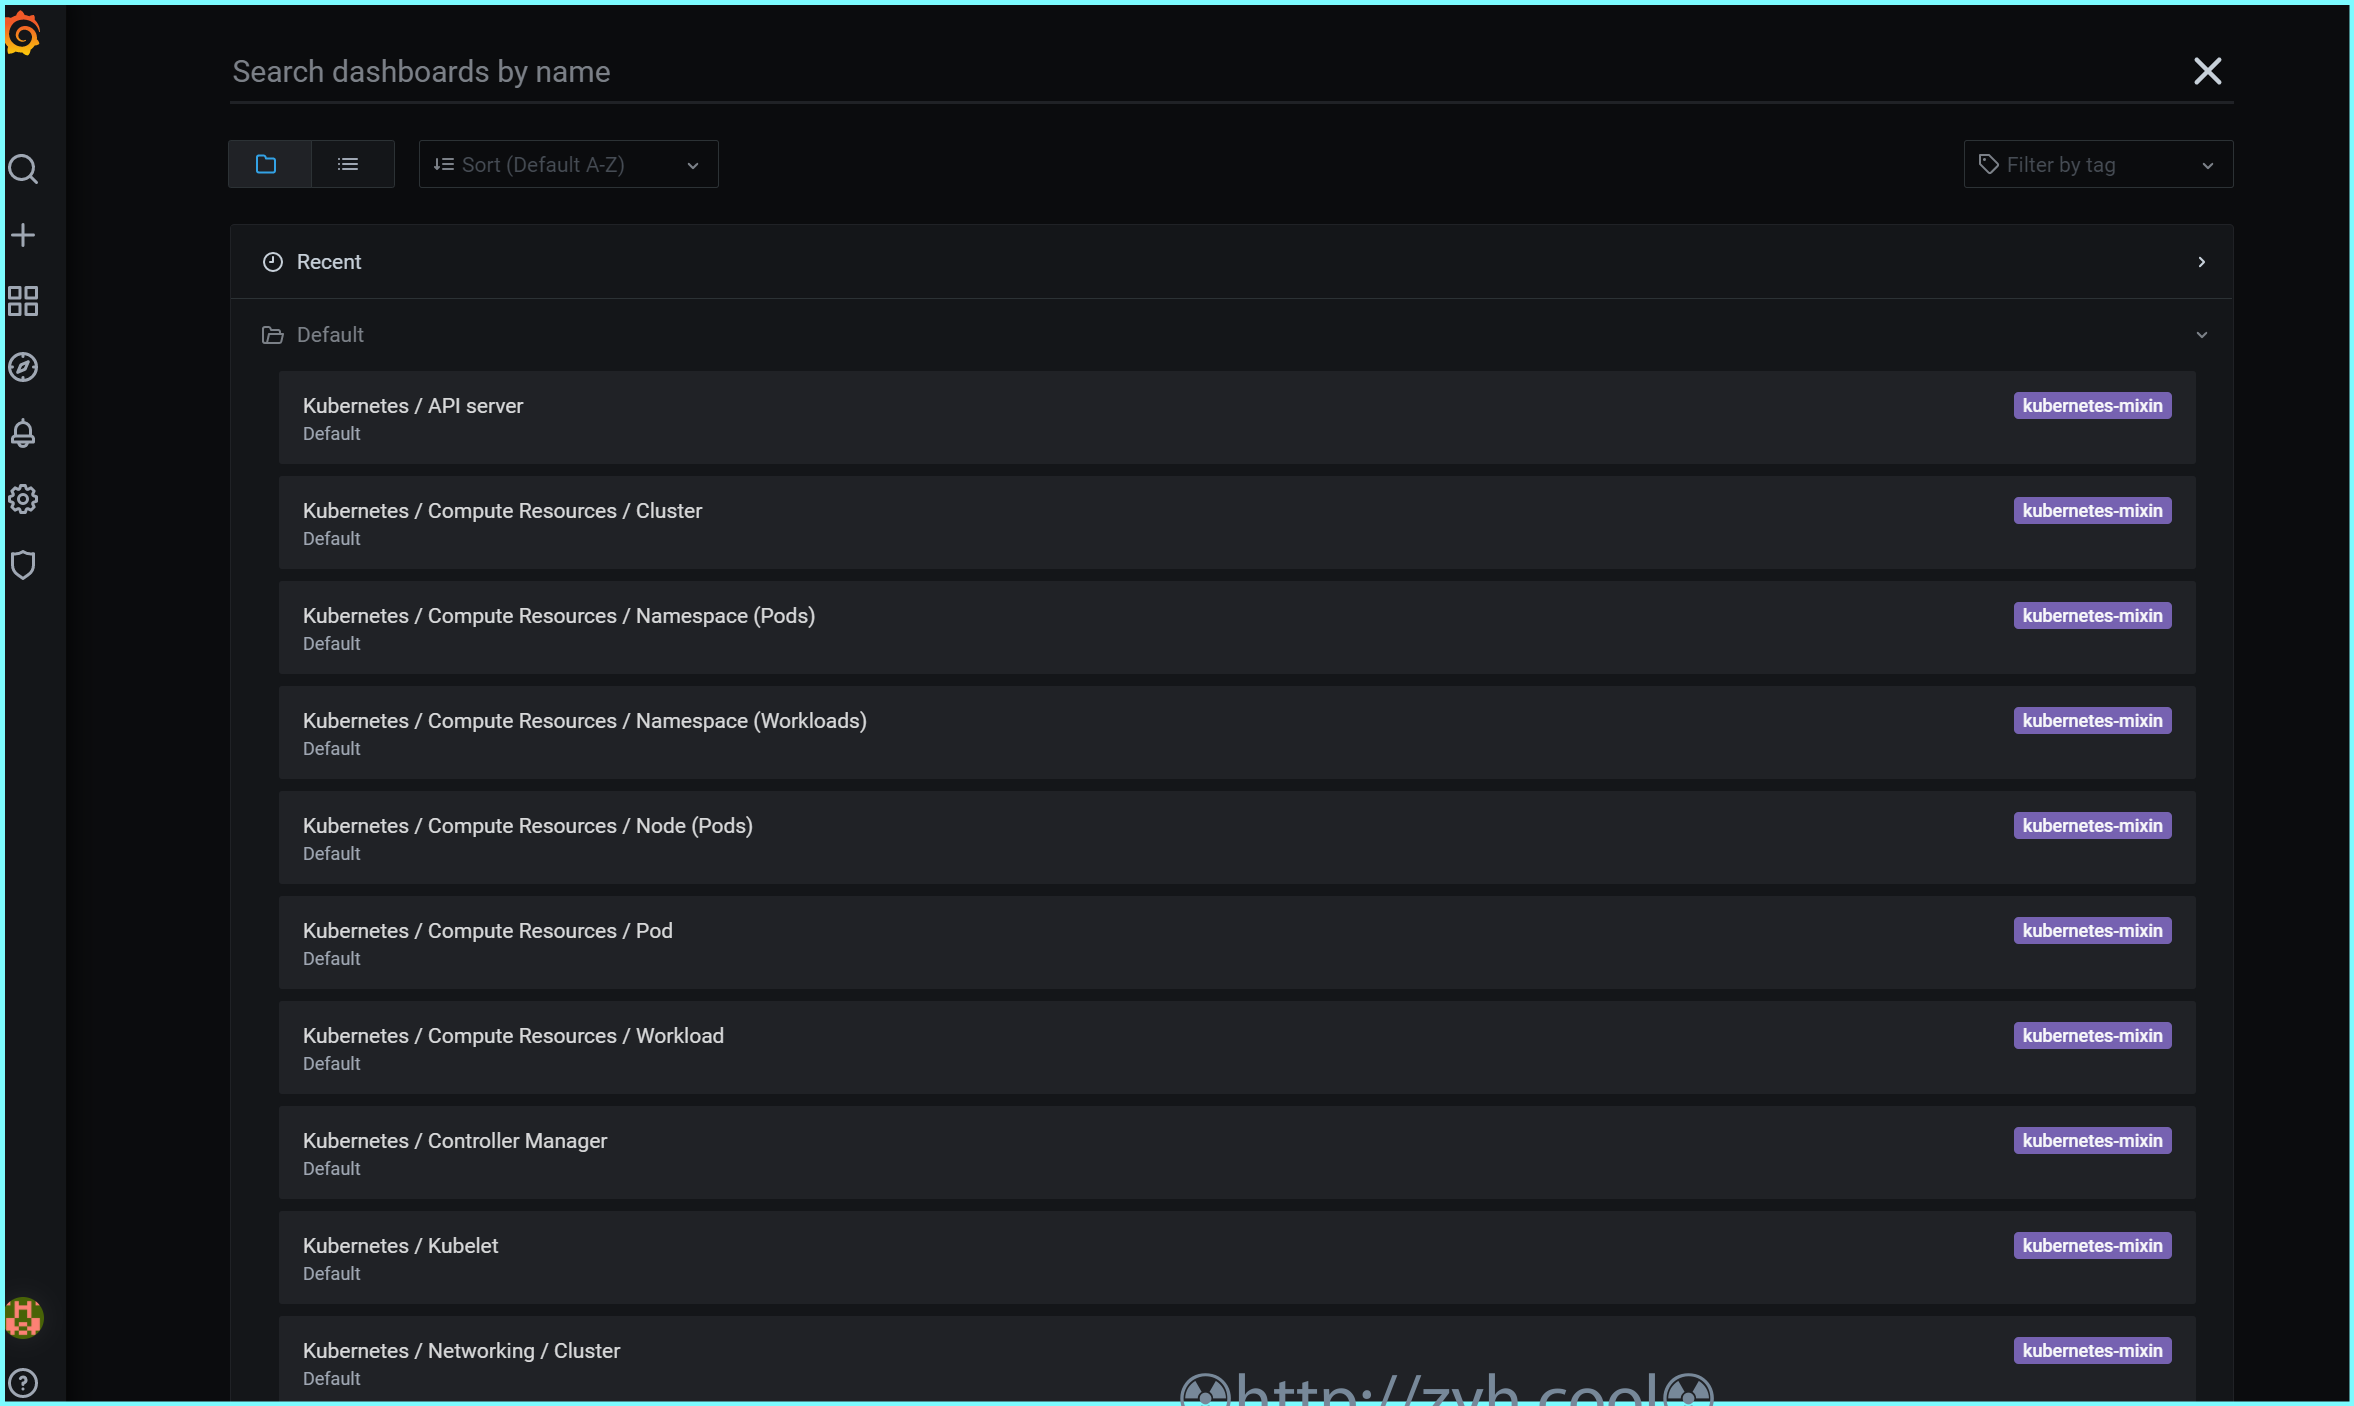 Search dashboards by name
Sort (Default A-Z)
Filter by tag
Recent
Default
Kubernetes / API server
kubernetes-mixin
Default
Kubernetes / Compute Resources / Cluster
kubernetes-mixin
Default
Kubernetes / Compute Resources / Namespace (Pods)
kubernetes-mixin
Default
Kubernetes / Compute Resources / Namespace (Workloads)
kubernetes-mixin
Default
Kubernetes / Compute Resources / Node (Pods)
kubernetes-mixin
Default
Kubernetes / Compute Resources / Pod
kubernetes-mixin
Default
Kubernetes / Compute Resources / Workload
kubernetes-mixin
Default
Kubernetes / Controller Manager
kubernetes-mixin
Default
Kubernetes / Kubelet
kubernetes-mixin
Default
Kubernetes / Networking / Cluster
kubernetes-mixin
Default